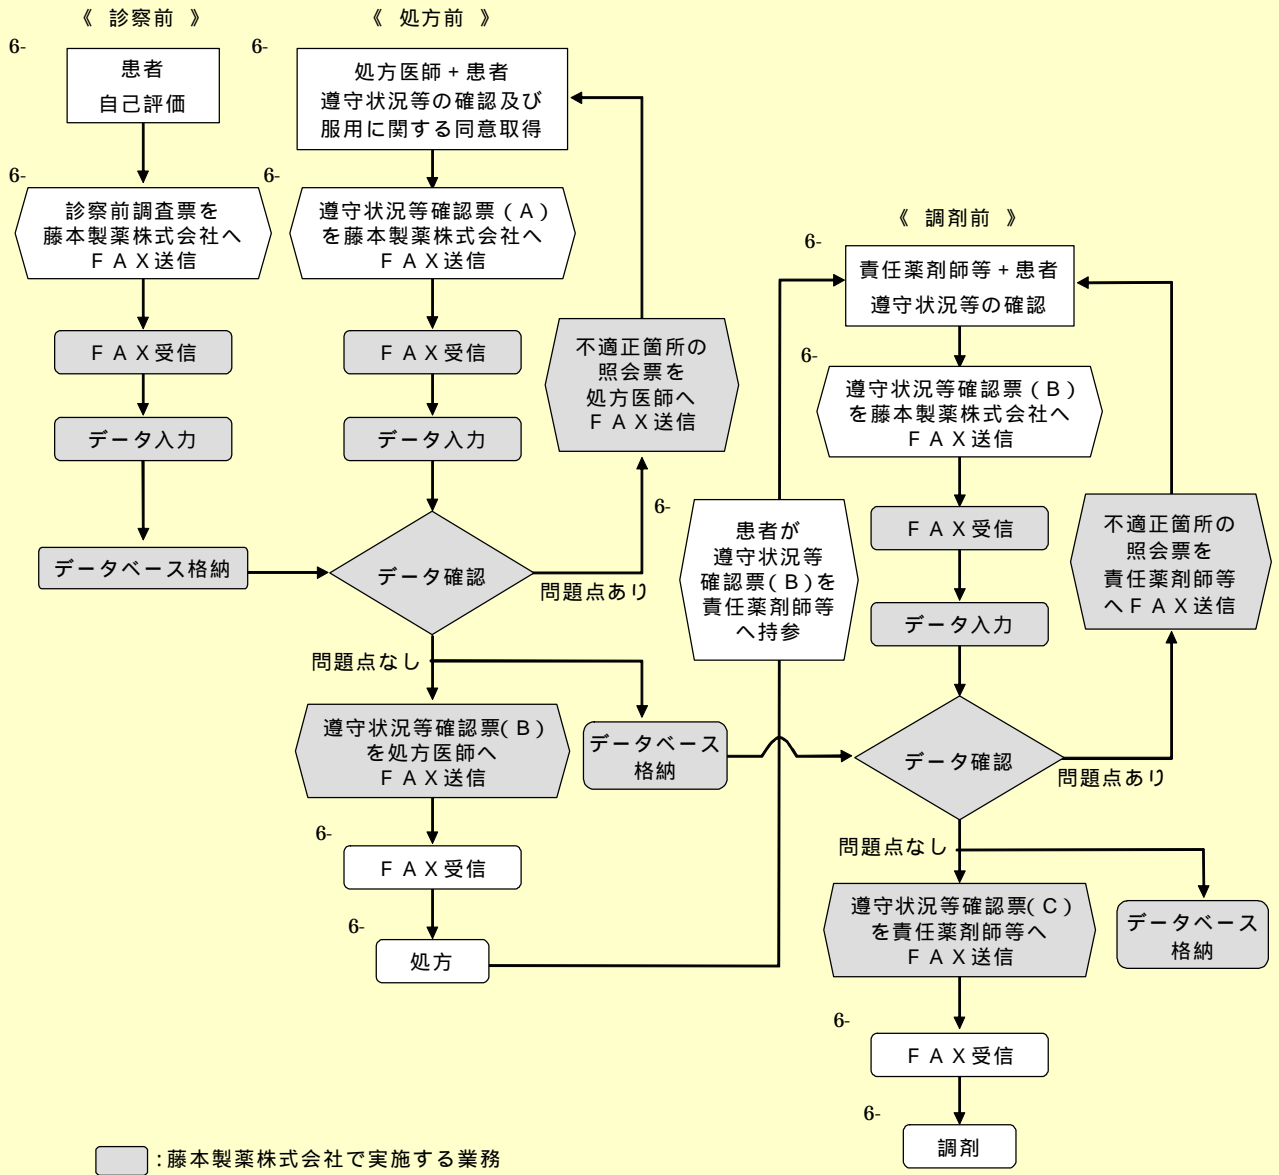 《 診察前 》
6-
患者
自己評価
6-
診察前調査票を
藤本製薬株式会社へ
ＦＡＸ送信
ＦＡＸ受信
データ入力
データベース格納
《 処方前 》
6-
処方医師＋患者
遵守状況等の確認及び
服用に関する同意取得
6-
遵守状況等確認票(Ａ)
を藤本製薬株式会社へ
ＦＡＸ送信
ＦＡＸ受信
データ入力
データ確認
問題点あり
6-
不適正箇所の
照会票を
処方医師へ
ＦＡＸ送信
問題点なし
遵守状況等確認票(Ｂ)
を処方医師へ
ＦＡＸ送信
データベース
格納
6-
ＦＡＸ受信
6-
処方
患者が
遵守状況等
確認票(Ｂ)を
責任薬剤師等
へ持参
《 調剤前 》
6-
責任薬剤師等＋患者
遵守状況等の確認
6-
遵守状況等確認票(Ｂ)
を藤本製薬株式会社へ
ＦＡＸ送信
ＦＡＸ受信
データ入力
データ確認
問題点あり
不適正箇所の
照会票を
責任薬剤師等
へＦＡＸ送信
問題点なし
遵守状況等確認票(Ｃ)
を責任薬剤師等へ
ＦＡＸ送信
データベース
格納
6-
ＦＡＸ受信
6-
調剤
：藤本製薬株式会社で実施する業務